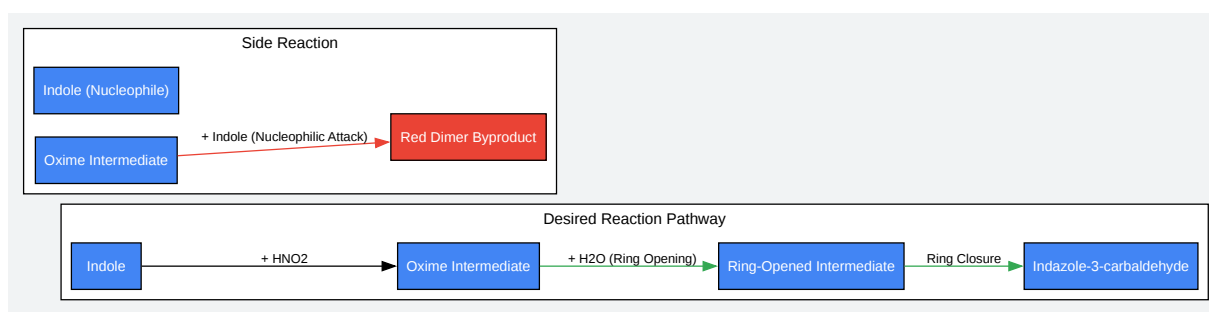 Side Reaction
Indole (Nucleophile)
Oxime Intermediate
+ Indole (Nucleophilic Attack)
Red Dimer Byproduct
Desired Reaction Pathway
Indole
+ HNO2
Oxime Intermediate
+ H2O (Ring Opening)
Ring-Opened Intermediate
Ring Closure
Indazole-3-carbaldehyde